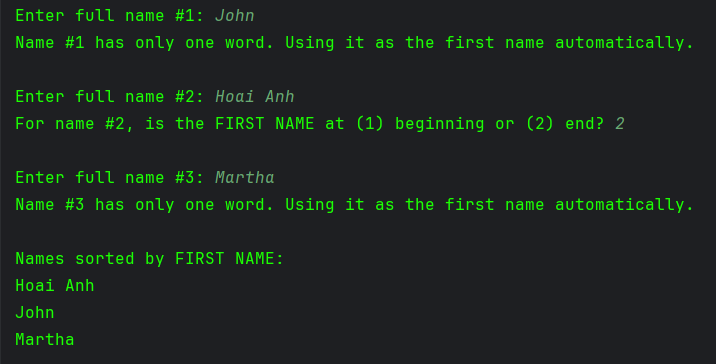 Enter full name #1: John
Name #1 has only one word. Using it as the first name automatically.
Enter full name #2: Hoai Anh
For name #2, is the FIRST NAME at (1) beginning or (2) end? 2
Enter full name #3: Martha
Name #3 has only one word. Using it as the first name automatically.
Names sorted by FIRST NAME:
Hoai Anh
John
Martha